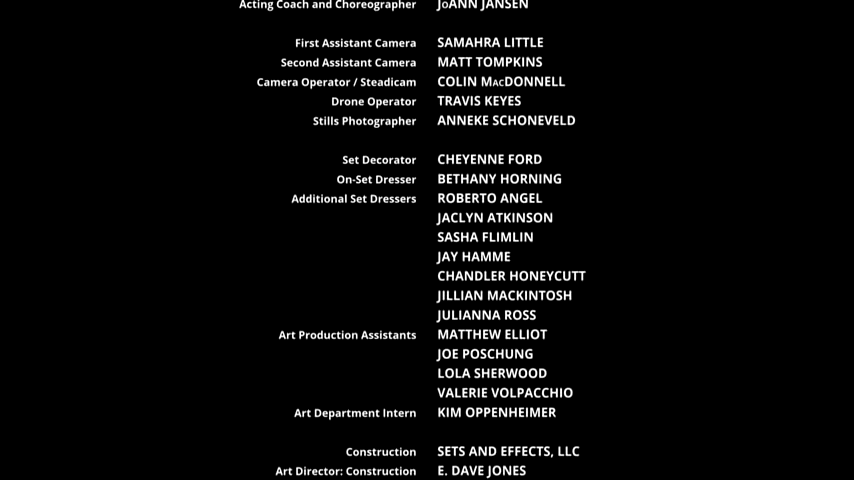 Acting Coach and Choreographer JoANN JANSEN
First Assistant Camera SAMAHRA LITTLE
Second Assistant Camera MATT TOMPKINS
Camera Operator / Steadicam COLIN MacDONNELL
Drone Operator TRAVIS KEYES
Stills Photographer ANNEKE SCHONEVELD
Set Decorator CHEYENNE FORD
On-Set Dresser BETHANY HORNING
Additional Set Dressers ROBERTO ANGEL
JACLYN ATKINSON
SASHA FLIMLIN
JAY HAMME
CHANDLER HONEYCUTT
JILLIAN MACKINTOSH
JULIANNA ROSS
Art Production Assistants MATTHEW ELLIOT
JOE POSCHUNG
LOLA SHERWOOD
VALERIE VOLPACCHIO
Art Department Intern KIM OPPENHEIMER
Construction SETS AND EFFECTS, LLC
Art Director: Construction E. DAVE JONES